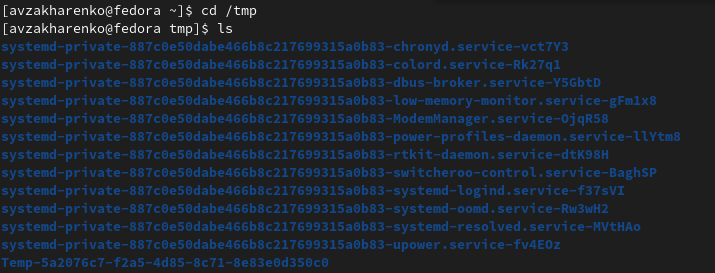 [avzakharenko@fedora ~]$ cd /tmp
[avzakharenko@fedora tmp]$ ls
systemd-private-887c0e50dabe466b8c217699315a0b83-chronyd.service-vct7Y3
systemd-private-887c0e50dabe466b8c217699315a0b83-colord.service-Rk27q1
systemd-private-887c0e50dabe466b8c217699315a0b83-dbus-broker.service-Y5GbtD
systemd-private-887c0e50dabe466b8c217699315a0b83-low-memory-monitor.service-gFm1x8
systemd-private-887c0e50dabe466b8c217699315a0b83-ModemManager.service-OjqR58
systemd-private-887c0e50dabe466b8c217699315a0b83-power-profiles-daemon.service-llYtm8
systemd-private-887c0e50dabe466b8c217699315a0b83-rtkit-daemon.service-dtK98H
systemd-private-887c0e50dabe466b8c217699315a0b83-switcheroo-control.service-BaghSP
systemd-private-887c0e50dabe466b8c217699315a0b83-systemd-logind.service-f37sVI
systemd-private-887c0e50dabe466b8c217699315a0b83-systemd-oomd.service-Rw3wH2
systemd-private-887c0e50dabe466b8c217699315a0b83-systemd-resolved.service-MVtHAo
systemd-private-887c0e50dabe466b8c217699315a0b83-upower.service-fv4EOz
Temp-5a2076c7-f2a5-4d85-8c71-8e83e0d350c0